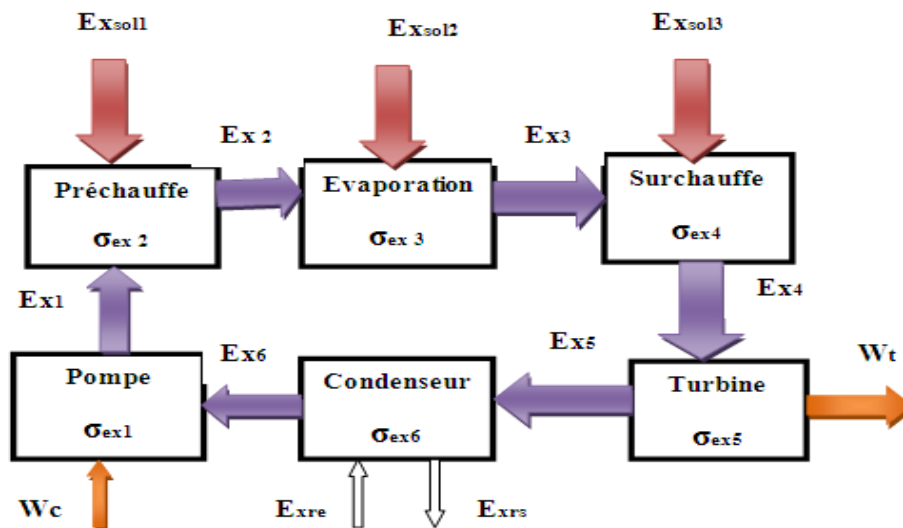 Exsol1 Exsol2 Exsol3
Ex 2 Ex3
Préchauffe Evaporation Surchauffe
σex 2 σex 3 σex4
Ex1 Ex4
Ex6 Ex5 Wt
Pompe Condenseur Turbine
σex1 σex6 σex5
Wc Exre Exrs